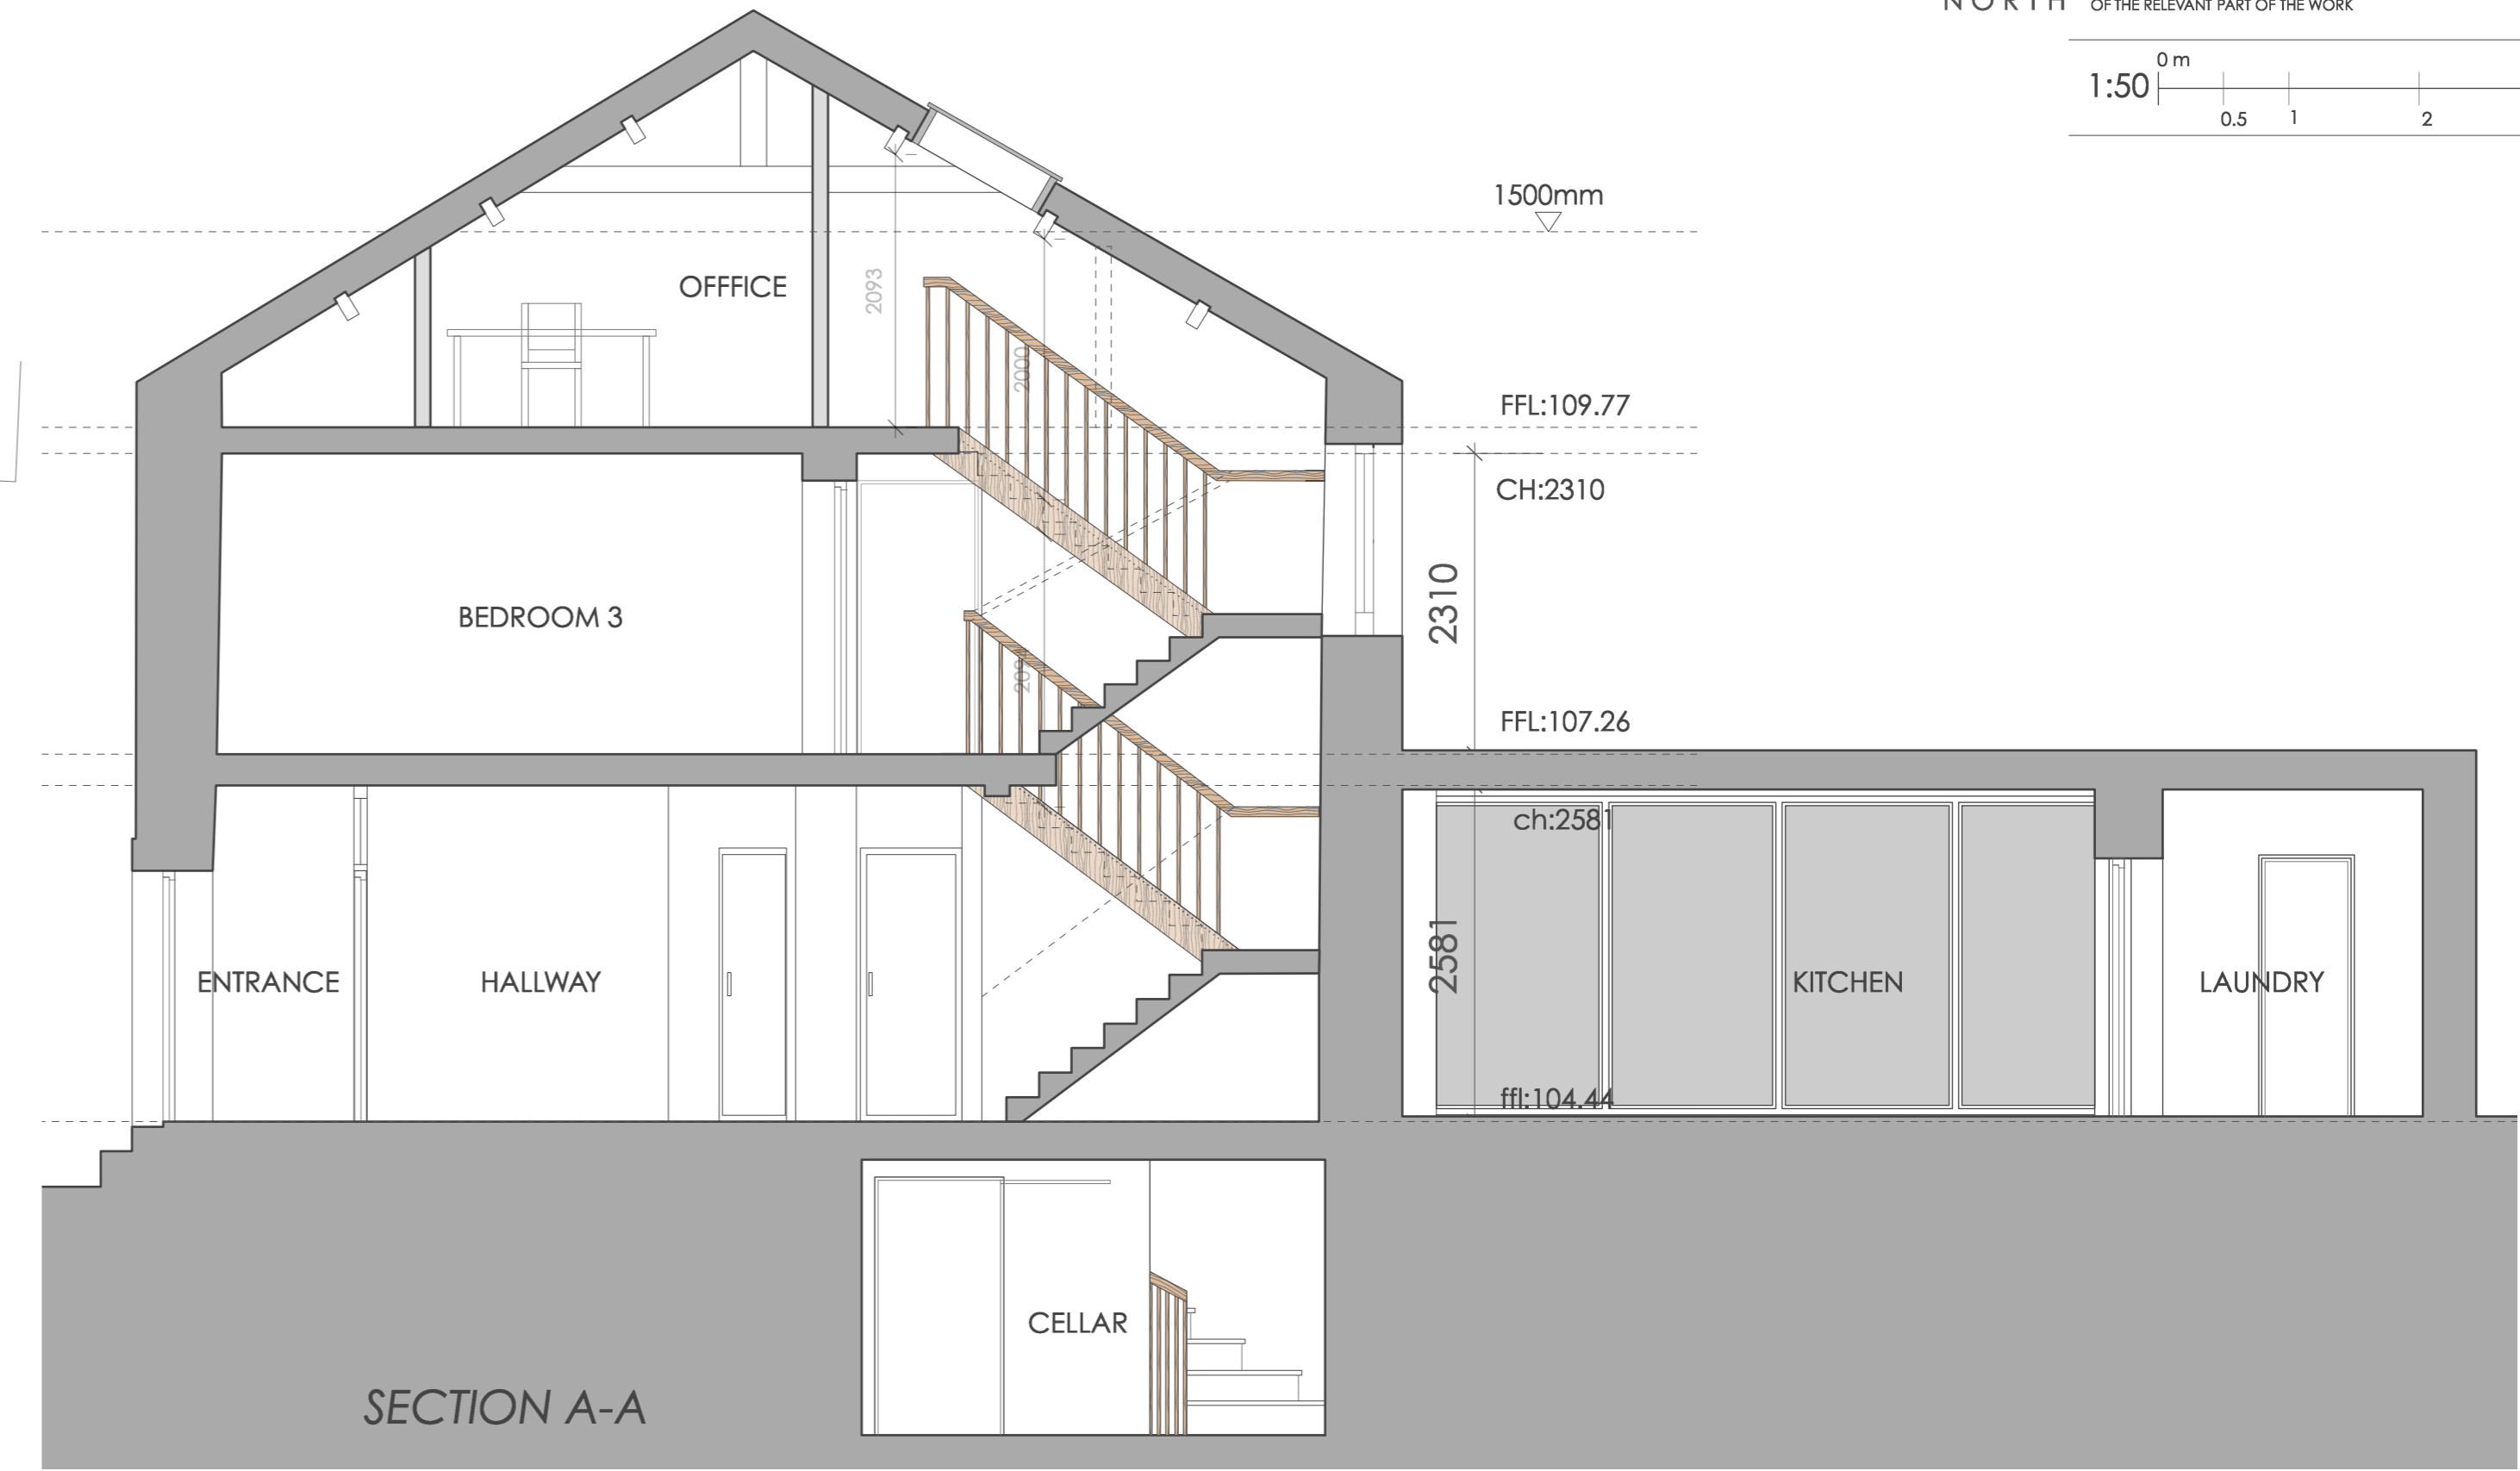 NORTH
OF THE RELEVANT PART OF THE WORK
0 m
1:50
0.5 1 2
1500mm
OFFFICE
2093
2000
FFL:109.77
CH:2310
2310
BEDROOM 3
FFL:107.26
ch:2581
2581
ENTRANCE
HALLWAY
KITCHEN
LAUNDRY
ffl:104.44
CELLAR
SECTION A-A